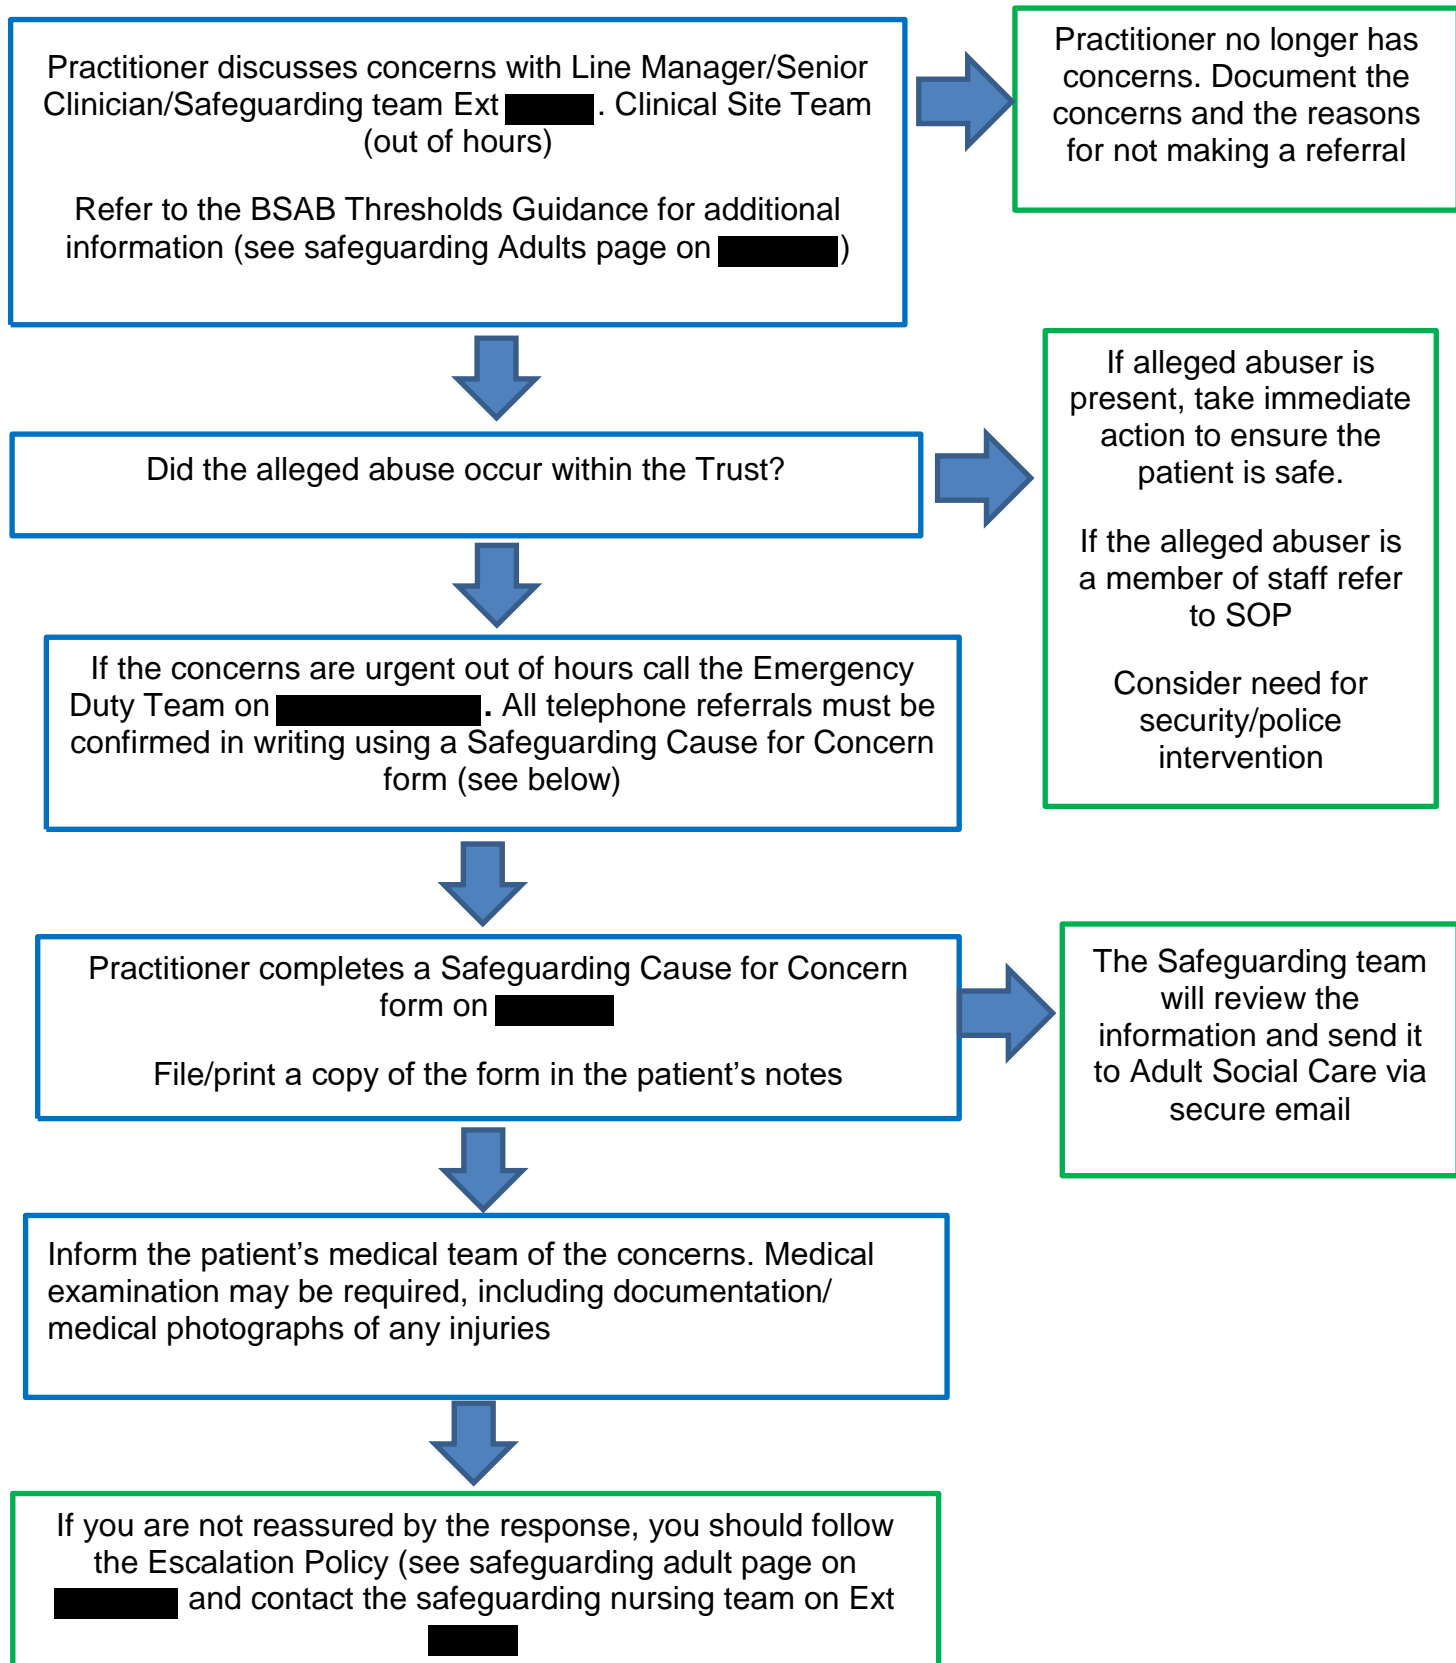 Practitioner discusses concerns with Line Manager/Senior
Clinician/Safeguarding team Ext . Clinical Site Team
(out of hours)
Refer to the BSAB Thresholds Guidance for additional
information (see safeguarding Adults page on )
Practitioner no longer has
concerns. Document the
concerns and the reasons
for not making a referral
Did the alleged abuse occur within the Trust?
If alleged abuser is
present, take immediate
action to ensure the
patient is safe.
If the alleged abuser is
a member of staff refer
to SOP
Consider need for
security/police
intervention
If the concerns are urgent out of hours call the Emergency
Duty Team on . All telephone referrals must be
confirmed in writing using a Safeguarding Cause for Concern
form (see below)
Practitioner completes a Safeguarding Cause for Concern
form on
File/print a copy of the form in the patient’s notes
The Safeguarding team
will review the
information and send it
to Adult Social Care via
secure email
Inform the patient’s medical team of the concerns. Medical
examination may be required, including documentation/
medical photographs of any injuries
If you are not reassured by the response, you should follow
the Escalation Policy (see safeguarding adult page on
and contact the safeguarding nursing team on Ext